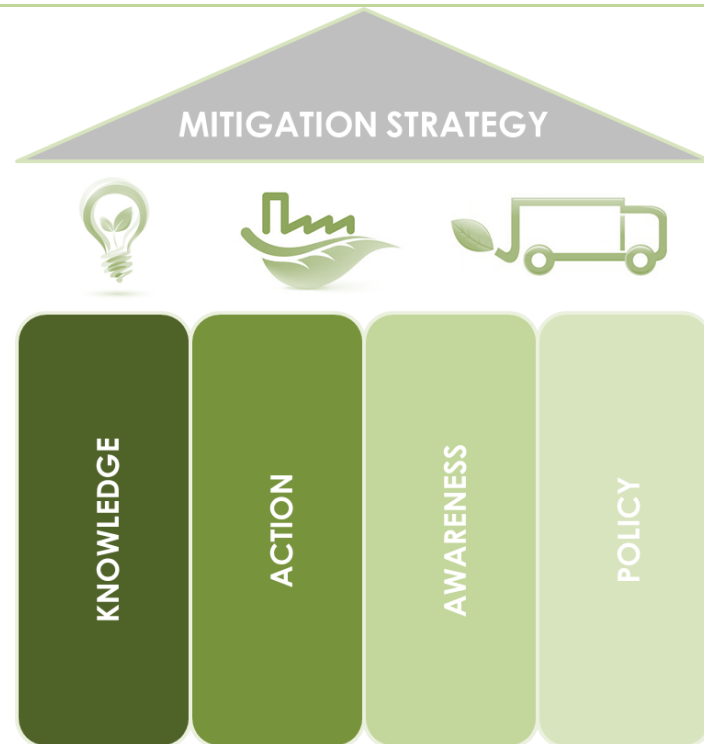 MITIGATION STRATEGY
KNOWLEDGE
ACTION
AWARENESS
POLICY